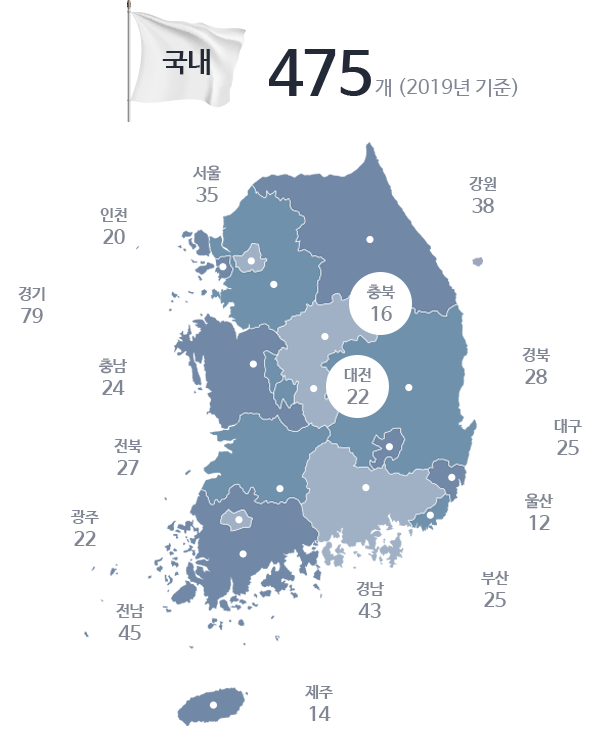 국내
475개 (2019년 기준)
서울
35
강원
38
인천
20
경기
79
충북
16
충남
24
대전
22
경북
28
대구
25
전북
27
울산
12
광주
22
부산
25
경남
43
전남
45
제주
14